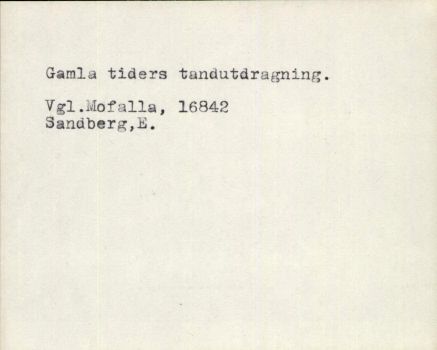 Gamla tiders tandutdragning.
Vgl.Mofalla, 16842
Sandberg,E.